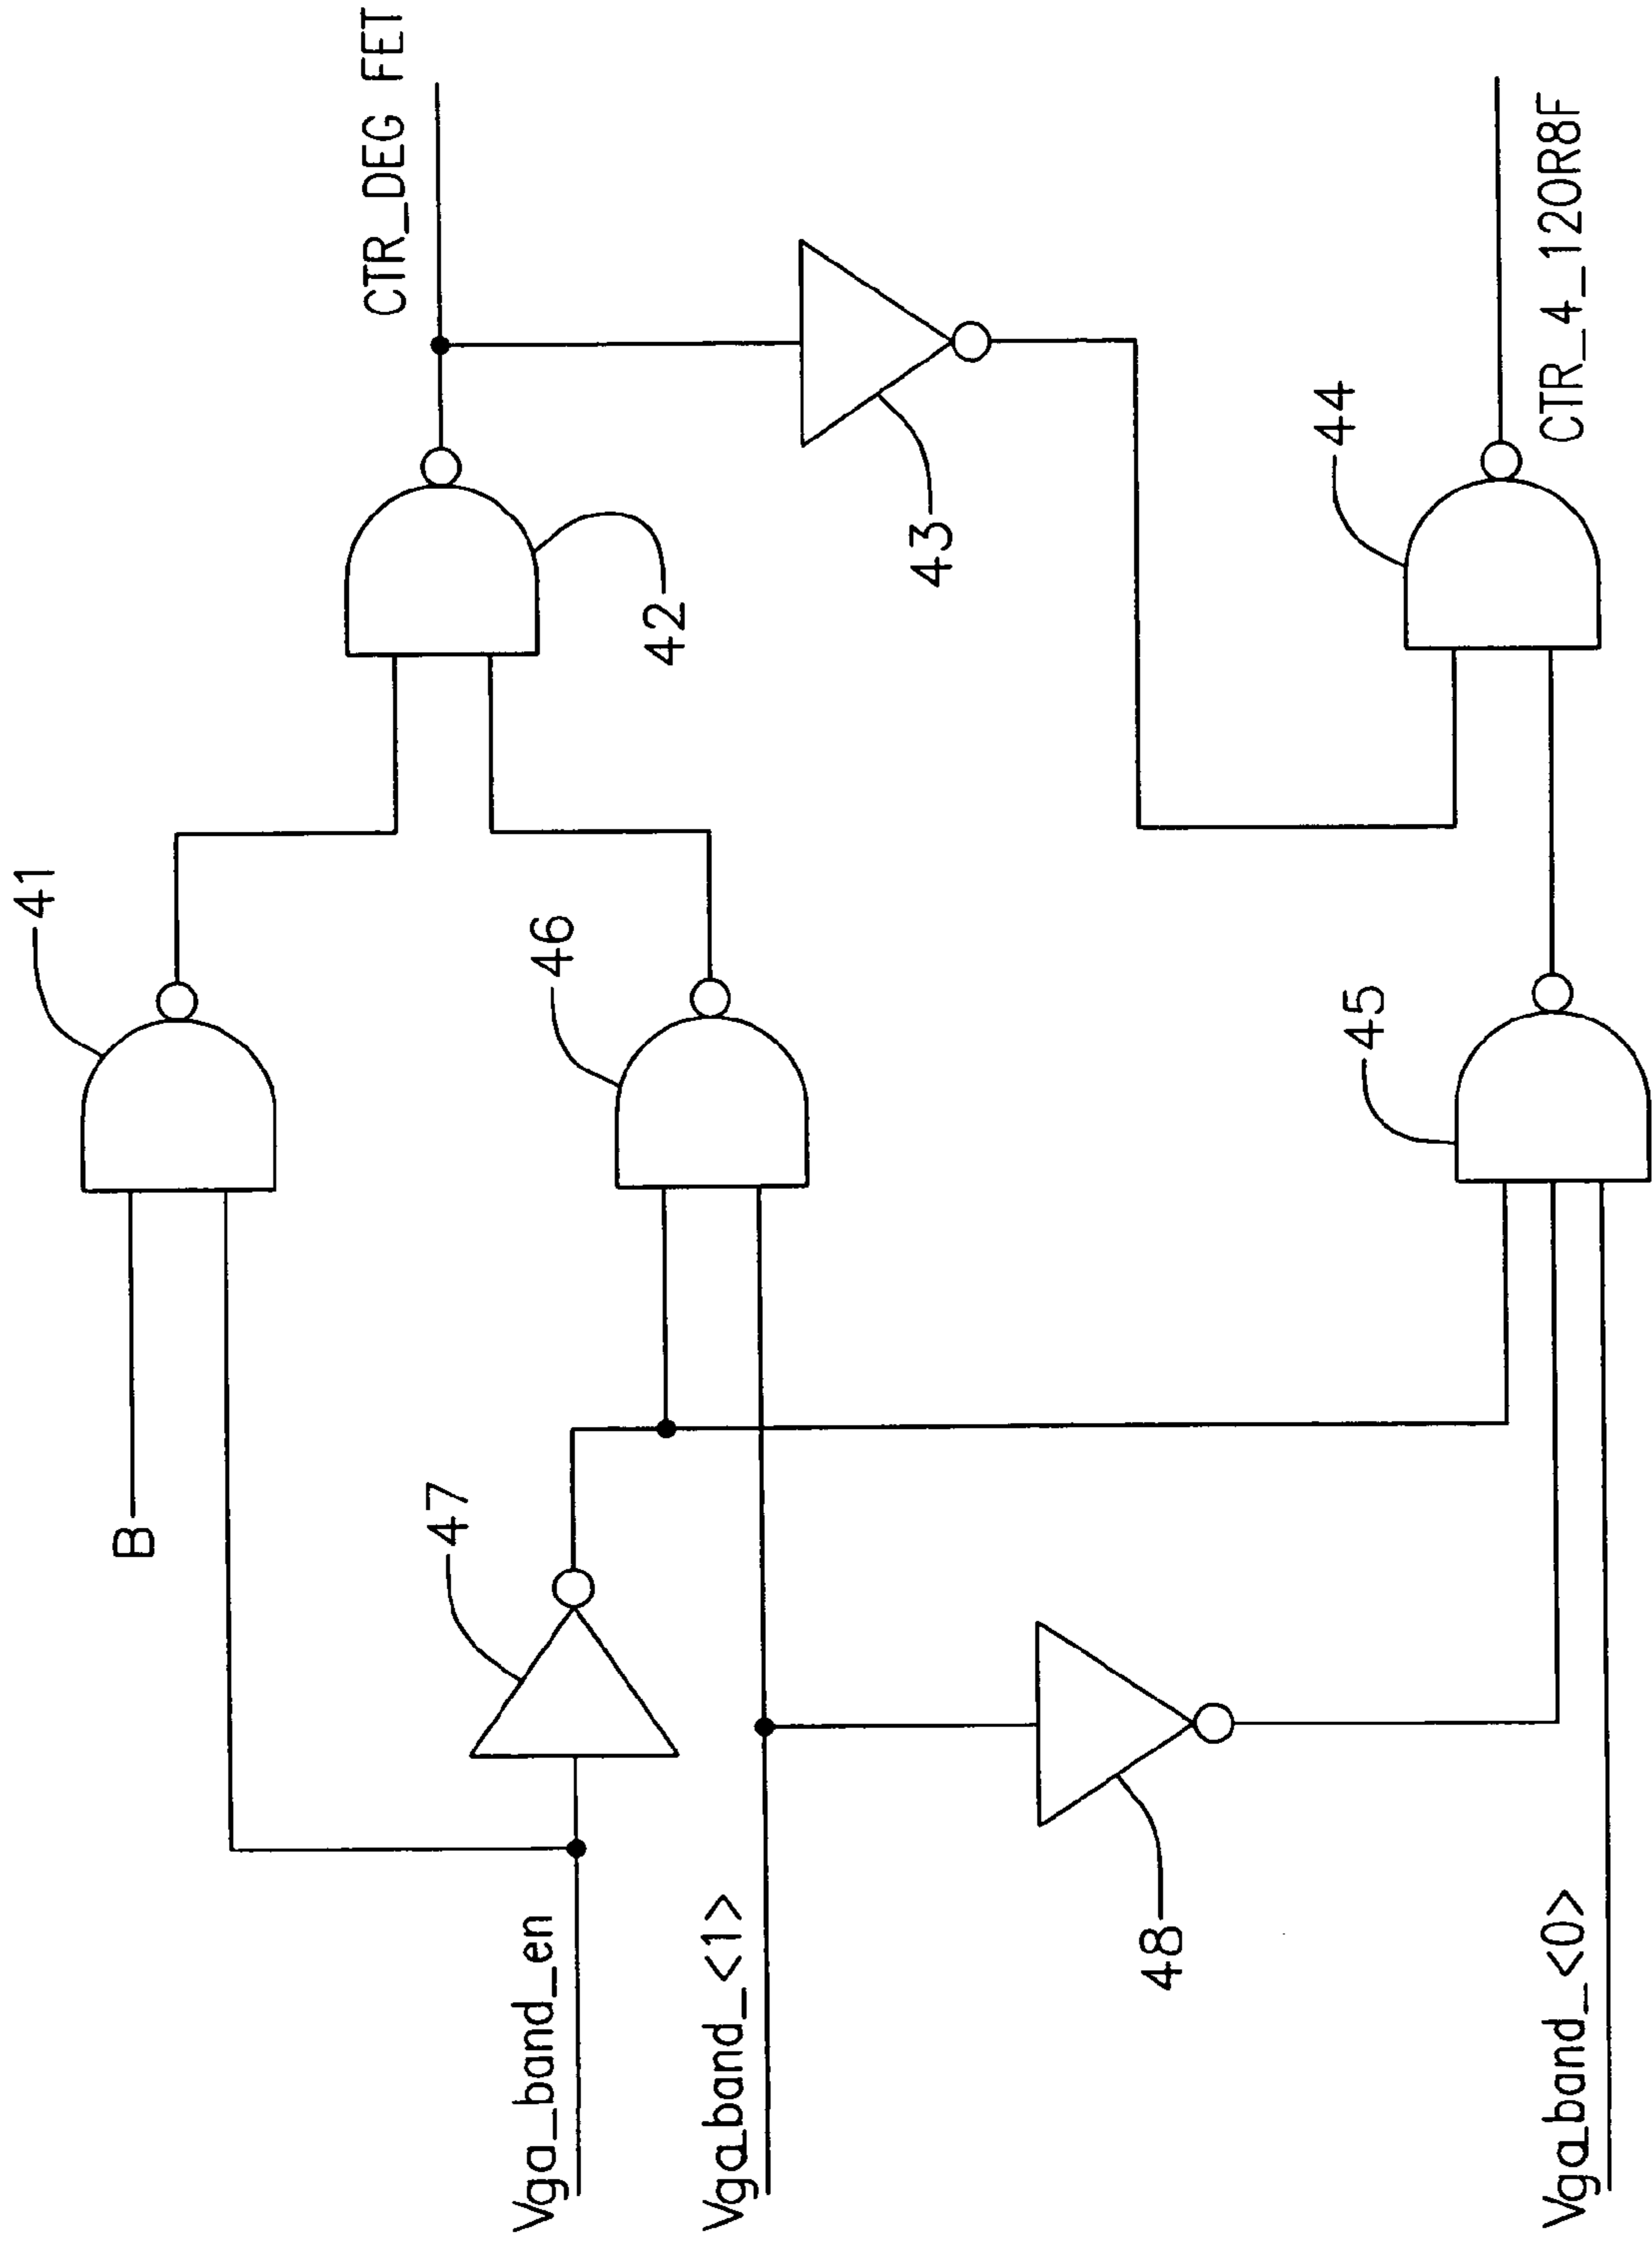 41
B
CTR_DEG FET
42
46
47
Vga_band_en
Vga_band_<1>
43
48
44
45
CTR_4_120R8F
Vga_band_<0>